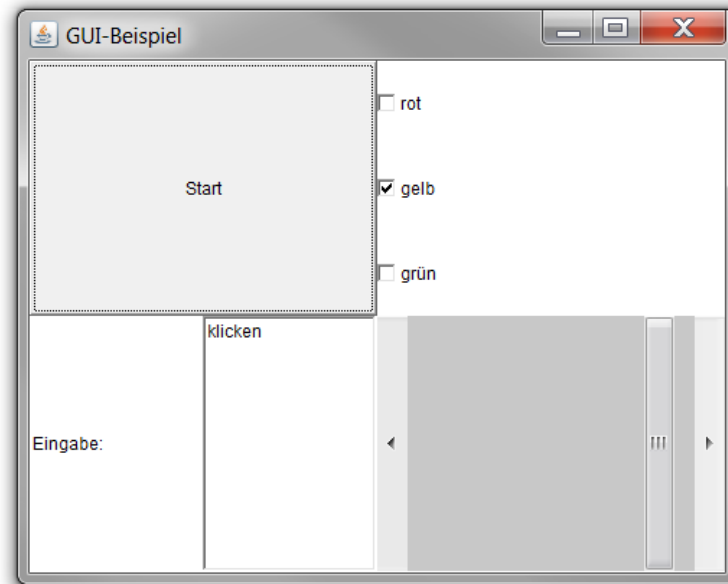 GUI-Beispiel
Start
rot
gelb
grün
Eingabe:
klicken